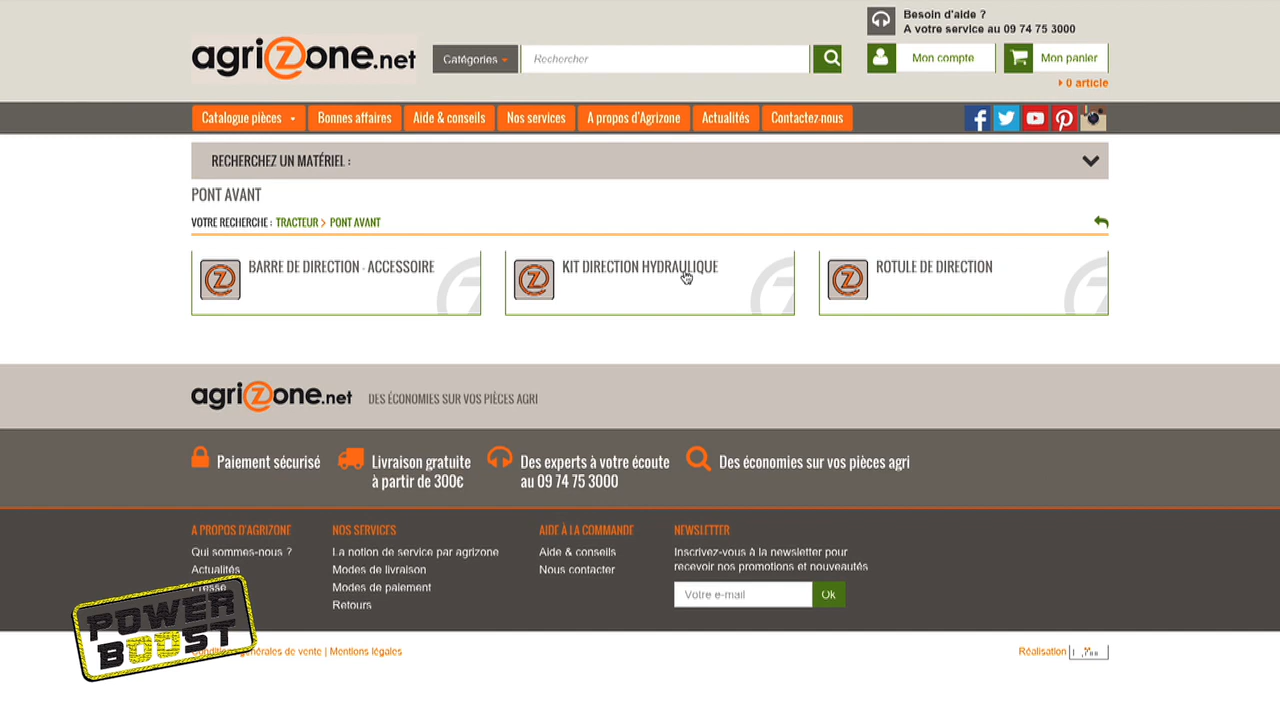 Besoin d'aide ?
A votre service au 09 74 75 3000
agrizone.net
Catégories
Rechercher
Mon compte
Mon panier
0 article
Catalogue pièces
Bonnes affaires
Aide & conseils
Nos services
A propos d'Agrizone
Actualités
Contactez-nous
RECHERCHEZ UN MATÉRIEL :
PONT AVANT
VOTRE RECHERCHE : TRACTEUR > PONT AVANT
BARRE DE DIRECTION - ACCESSOIRE
KIT DIRECTION HYDRAULIQUE
ROTULE DE DIRECTION
agrizone.net
DES ÉCONOMIES SUR VOS PIÈCES AGRI
Paiement sécurisé
Livraison gratuite
à partir de 300€
Des experts à votre écoute
au 09 74 75 3000
Des économies sur vos pièces agri
A PROPOS D'AGRIZONE
Qui sommes-nous ?
Actualités
Presse
NOS SERVICES
La notion de service par agrizone
Modes de livraison
Modes de paiement
Retours
AIDE À LA COMMANDE
Aide & conseils
Nous contacter
NEWSLETTER
Inscrivez-vous à la newsletter pour
recevoir nos promotions et nouveautés
Votre e-mail
Ok
POWER
BOOST
Conditions générales de vente | Mentions légales
Réalisation